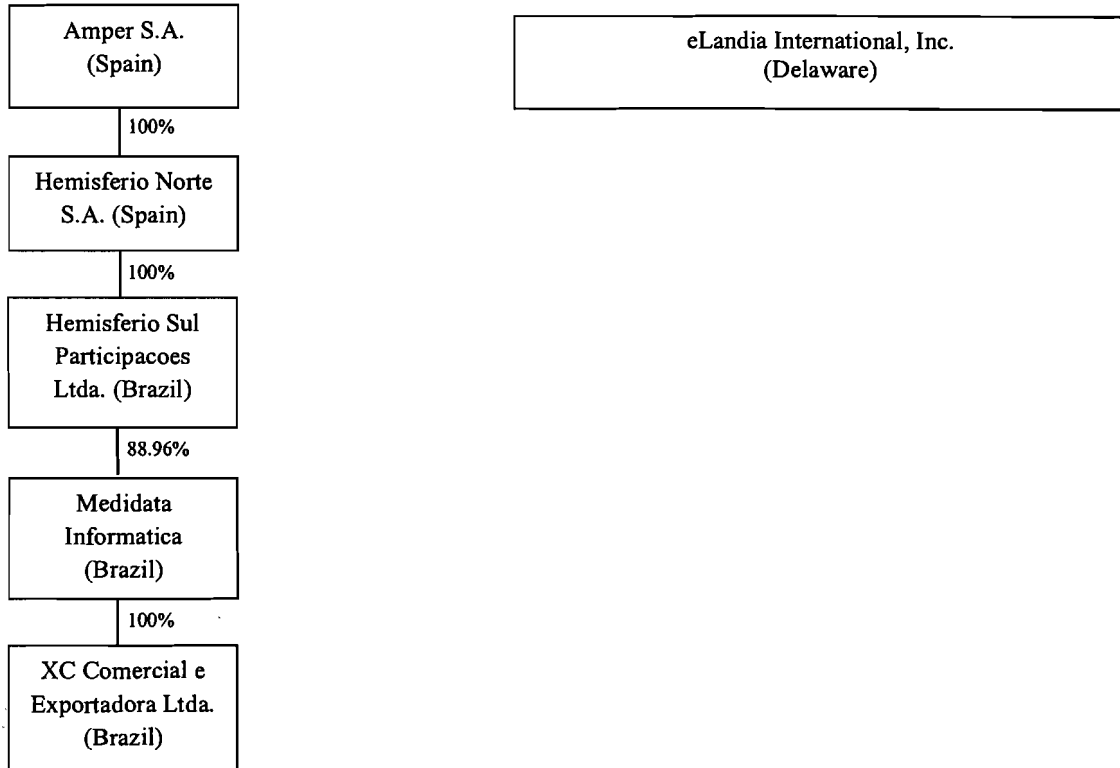 Amper S.A.
(Spain)
eLandia International, Inc.
(Delaware)
100%
Hemisferio Norte
S.A. (Spain)
100%
Hemisferio Sul
Participacoes
Ltda. (Brazil)
88.96%
Medidata
Informatica
(Brazil)
100%
XC Comercial e
Exportadora Ltda.
(Brazil)